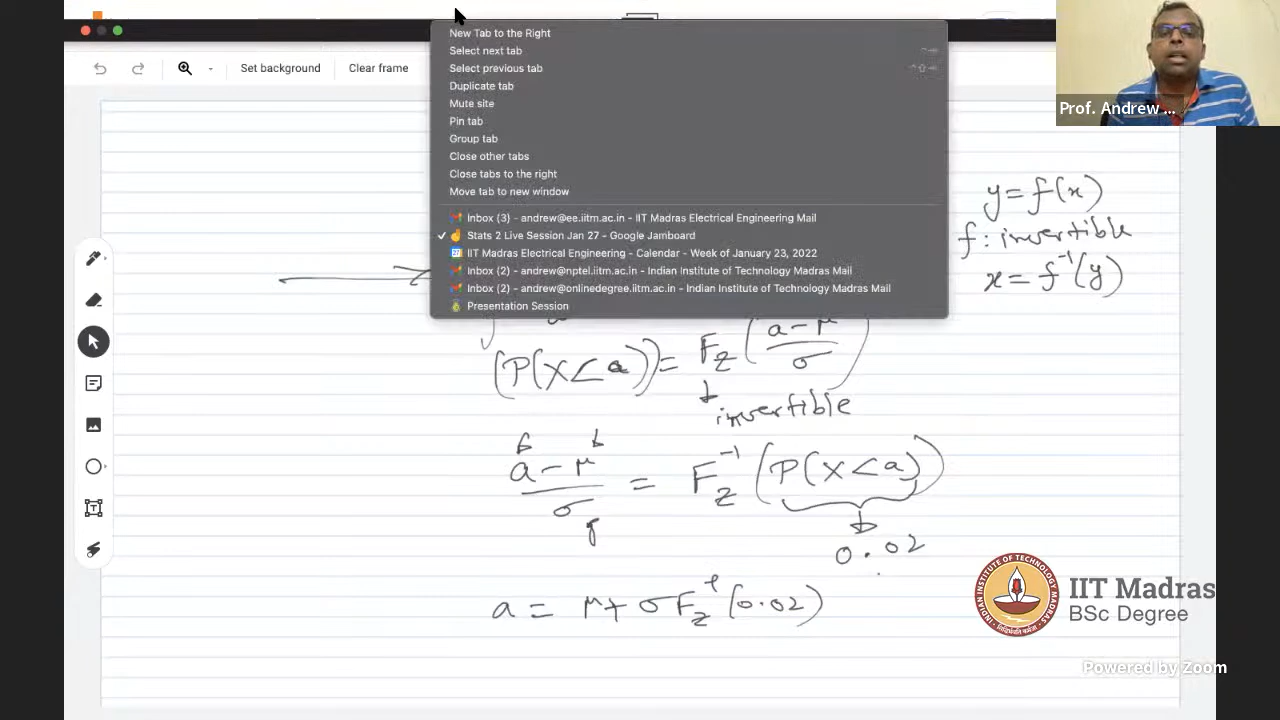 Set background
Clear frame
New Tab to the Right
Select next tab
Select previous tab
Duplicate tab
Mute site
Pin tab
Group tab
Close other tabs
Close tabs to the right
Move tab to new window
Inbox (3) - andrew@ee.iitm.ac.in - IIT Madras Electrical Engineering Mail
Stats 2 Live Session Jan 27 - Google Jamboard
IIT Madras Electrical Engineering - Calendar - Week of January 23, 2022
Inbox (2) - andrew@nptel.iitm.ac.in - Indian Institute of Technology Madras Mail
Inbox (2) - andrew@onlinedegree.iitm.ac.in - Indian Institute of Technology Madras Mail
Presentation Session
Prof. Andrew ...
y = f(x)
f : invertible
x = f⁻¹(y)
(P(X<a)) = F_Z((a-μ)/σ)
invertible
(a-μ)/σ = F_Z⁻¹(P(X<a))
0.02
a = μ + σF_Z⁻¹(0.02)
IIT Madras
BSc Degree
Powered by Zoom